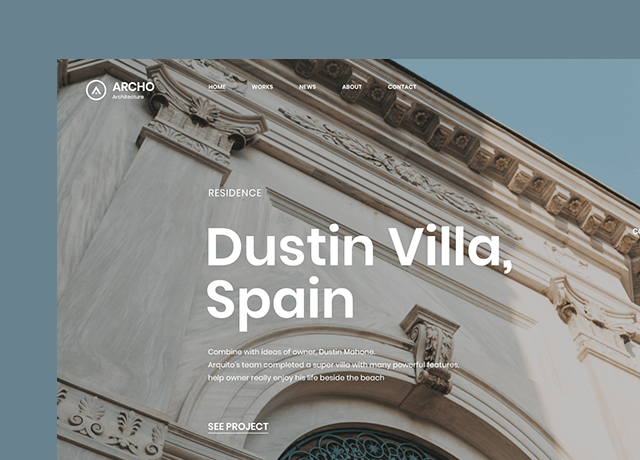 ARCHO
Architecture
HOME WORKS NEWS ABOUT CONTACT
RESIDENCE
Dustin Villa,
Spain
Combine with ideas of owner, Dustin Mahone.
Arquito's team completed a super villa with many powerful features,
help owner really enjoy his life beside the beach
SEE PROJECT